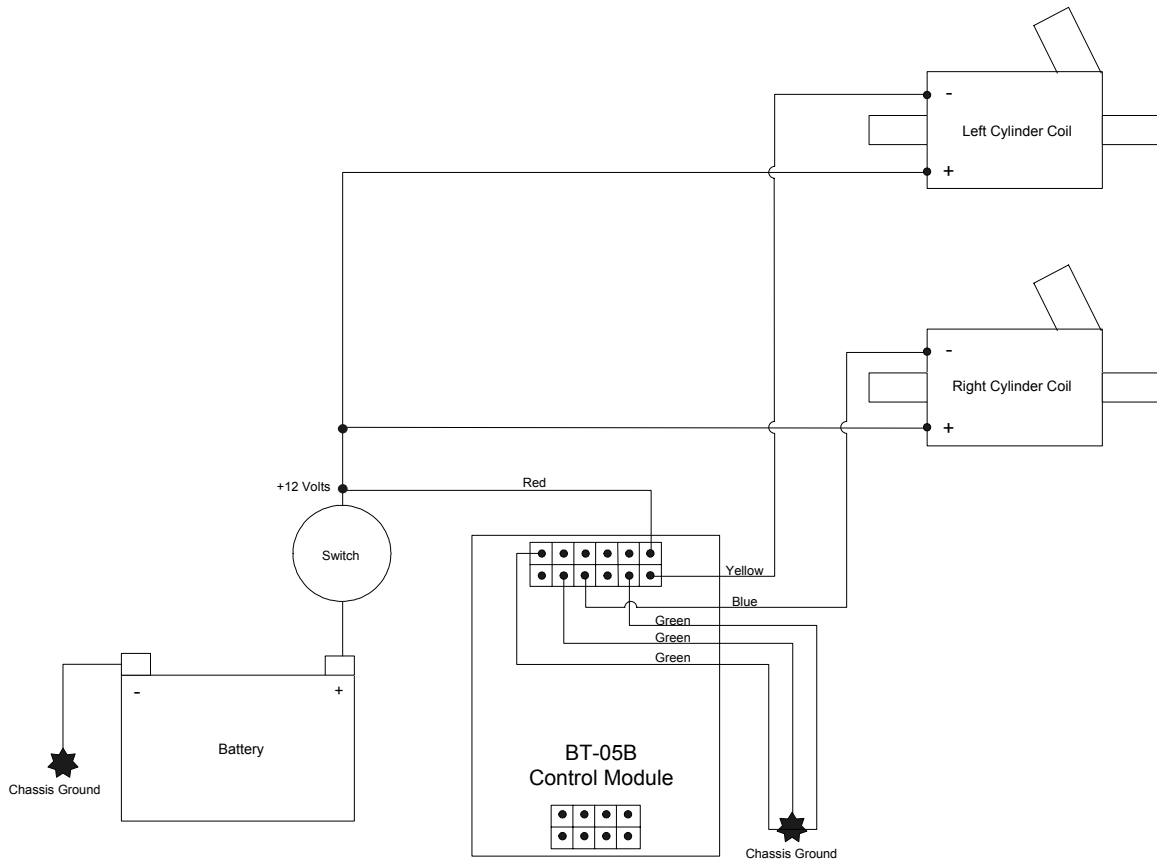 -
Left Cylinder Coil
+
-
Right Cylinder Coil
+
+12 Volts
Red
Switch
Yellow
Blue
Green
Green
Green
-
+
Battery
BT-05B
Control Module
Chassis Ground
Chassis Ground